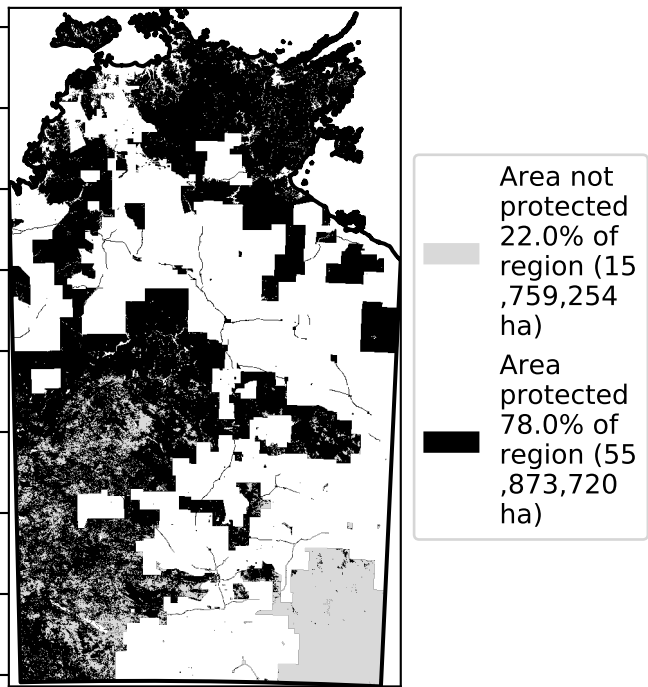 Area not
protected
22.0% of
region (15
,759,254
ha)
Area
protected
78.0% of
region (55
,873,720
ha)